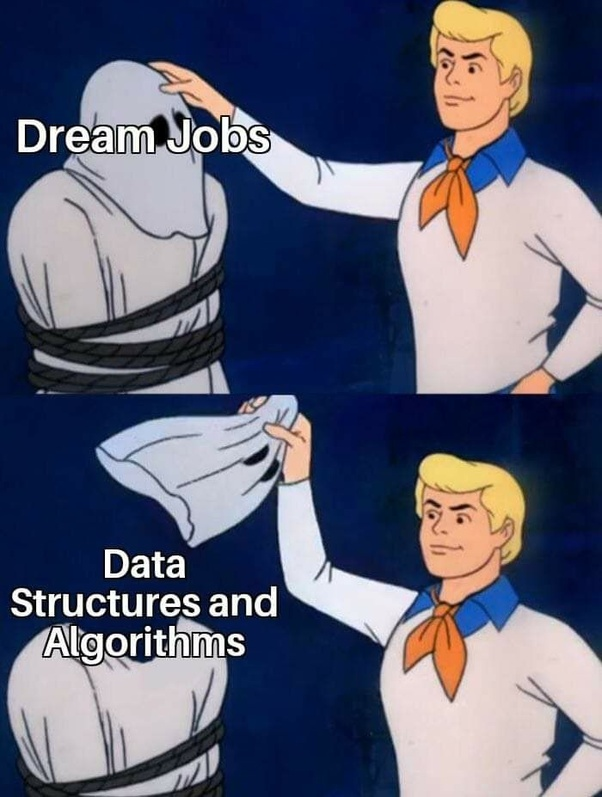 Dream Jobs
Data
Structures and
Algorithms